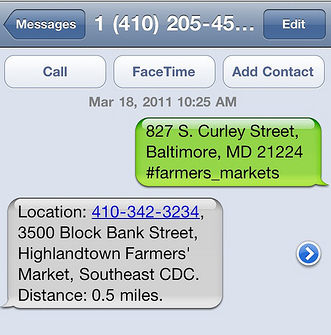 Messages
1 (410) 205-45...
Edit
Call
FaceTime
Add Contact
Mar 18, 2011 10:25 AM
827 S. Curley Street,
Baltimore, MD 21224
#farmers_markets
Location: 410-342-3234,
3500 Block Bank Street,
Highlandtown Farmers'
Market, Southeast CDC.
Distance: 0.5 miles.